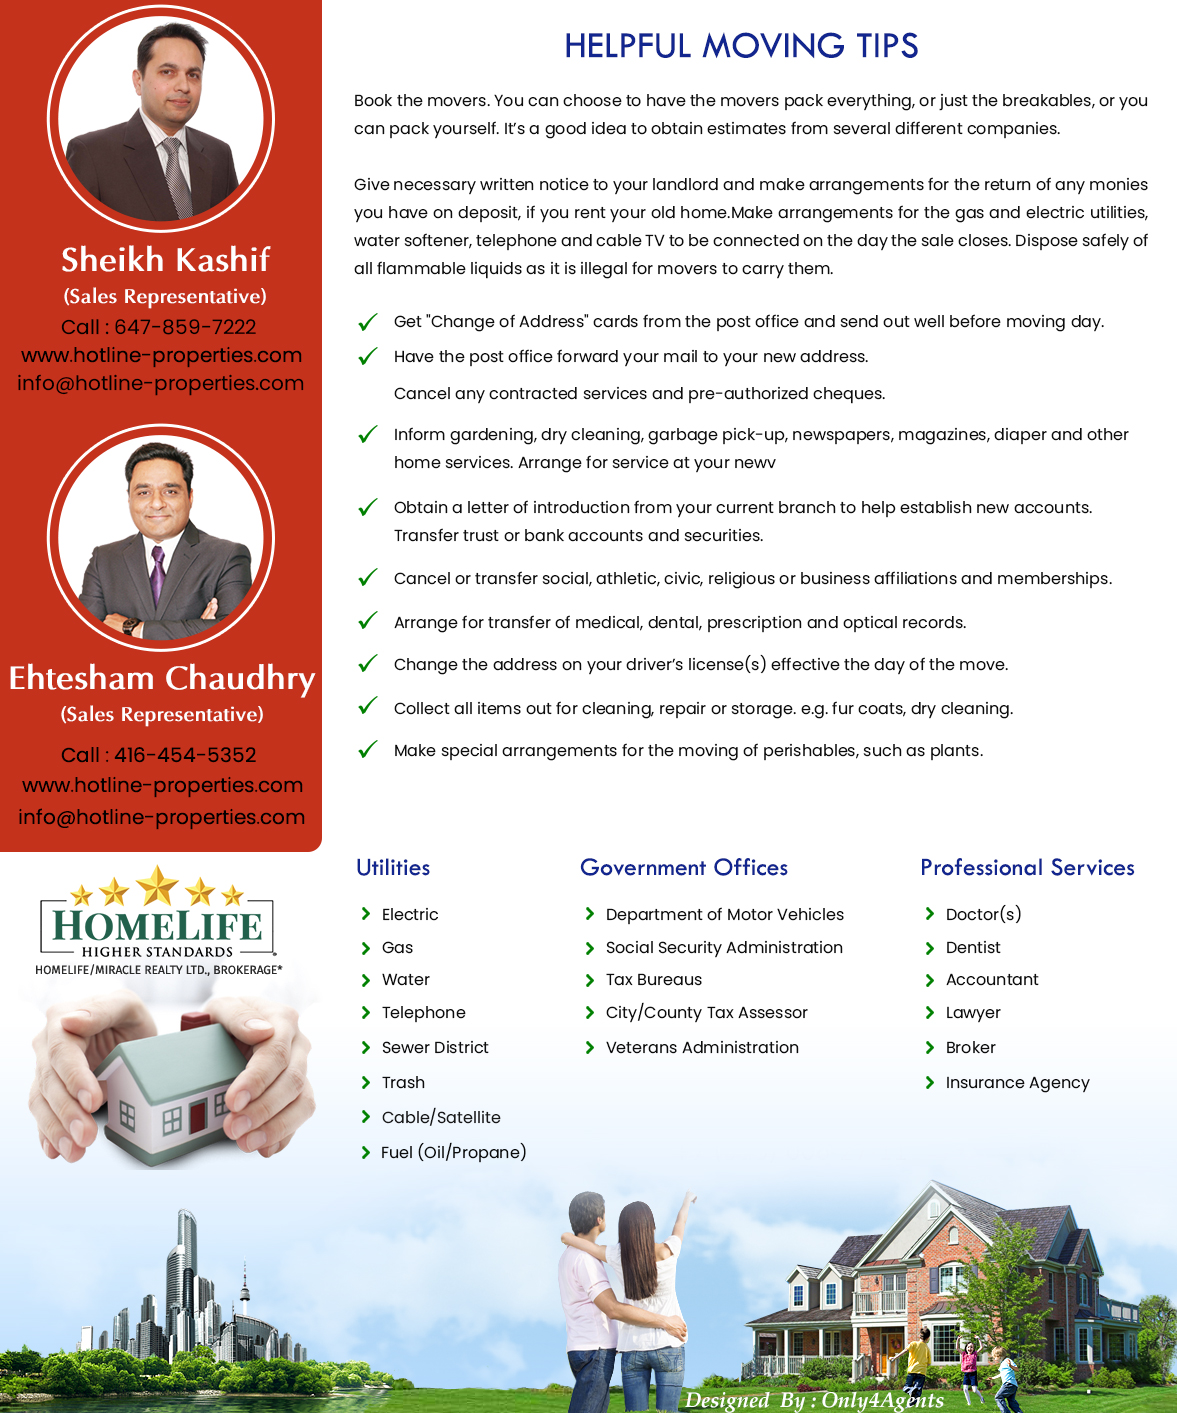 Sheikh Kashif
(Sales Representative)
Call : 647-859-7222
www.hotline-properties.com
info@hotline-properties.com
Ehtesham Chaudhry
(Sales Representative)
Call : 416-454-5352
www.hotline-properties.com
info@hotline-properties.com
HOMELIFE
HIGHER STANDARDS
HOMELIFE/MIRACLE REALTY LTD., BROKERAGE*
HELPFUL MOVING TIPS
Book the movers. You can choose to have the movers pack everything, or just the breakables, or you
can pack yourself. It’s a good idea to obtain estimates from several different companies.
Give necessary written notice to your landlord and make arrangements for the return of any monies
you have on deposit, if you rent your old home.Make arrangements for the gas and electric utilities,
water softener, telephone and cable TV to be connected on the day the sale closes. Dispose safely of
all flammable liquids as it is illegal for movers to carry them.
Get "Change of Address" cards from the post office and send out well before moving day.
Have the post office forward your mail to your new address.
Cancel any contracted services and pre-authorized cheques.
Inform gardening, dry cleaning, garbage pick-up, newspapers, magazines, diaper and other
home services. Arrange for service at your newv
Obtain a letter of introduction from your current branch to help establish new accounts.
Transfer trust or bank accounts and securities.
Cancel or transfer social, athletic, civic, religious or business affiliations and memberships.
Arrange for transfer of medical, dental, prescription and optical records.
Change the address on your driver’s license(s) effective the day of the move.
Collect all items out for cleaning, repair or storage. e.g. fur coats, dry cleaning.
Make special arrangements for the moving of perishables, such as plants.
Utilities
Electric
Gas
Water
Telephone
Sewer District
Trash
Cable/Satellite
Fuel (Oil/Propane)
Government Offices
Department of Motor Vehicles
Social Security Administration
Tax Bureaus
City/County Tax Assessor
Veterans Administration
Professional Services
Doctor(s)
Dentist
Accountant
Lawyer
Broker
Insurance Agency
Designed By : Only4Agents